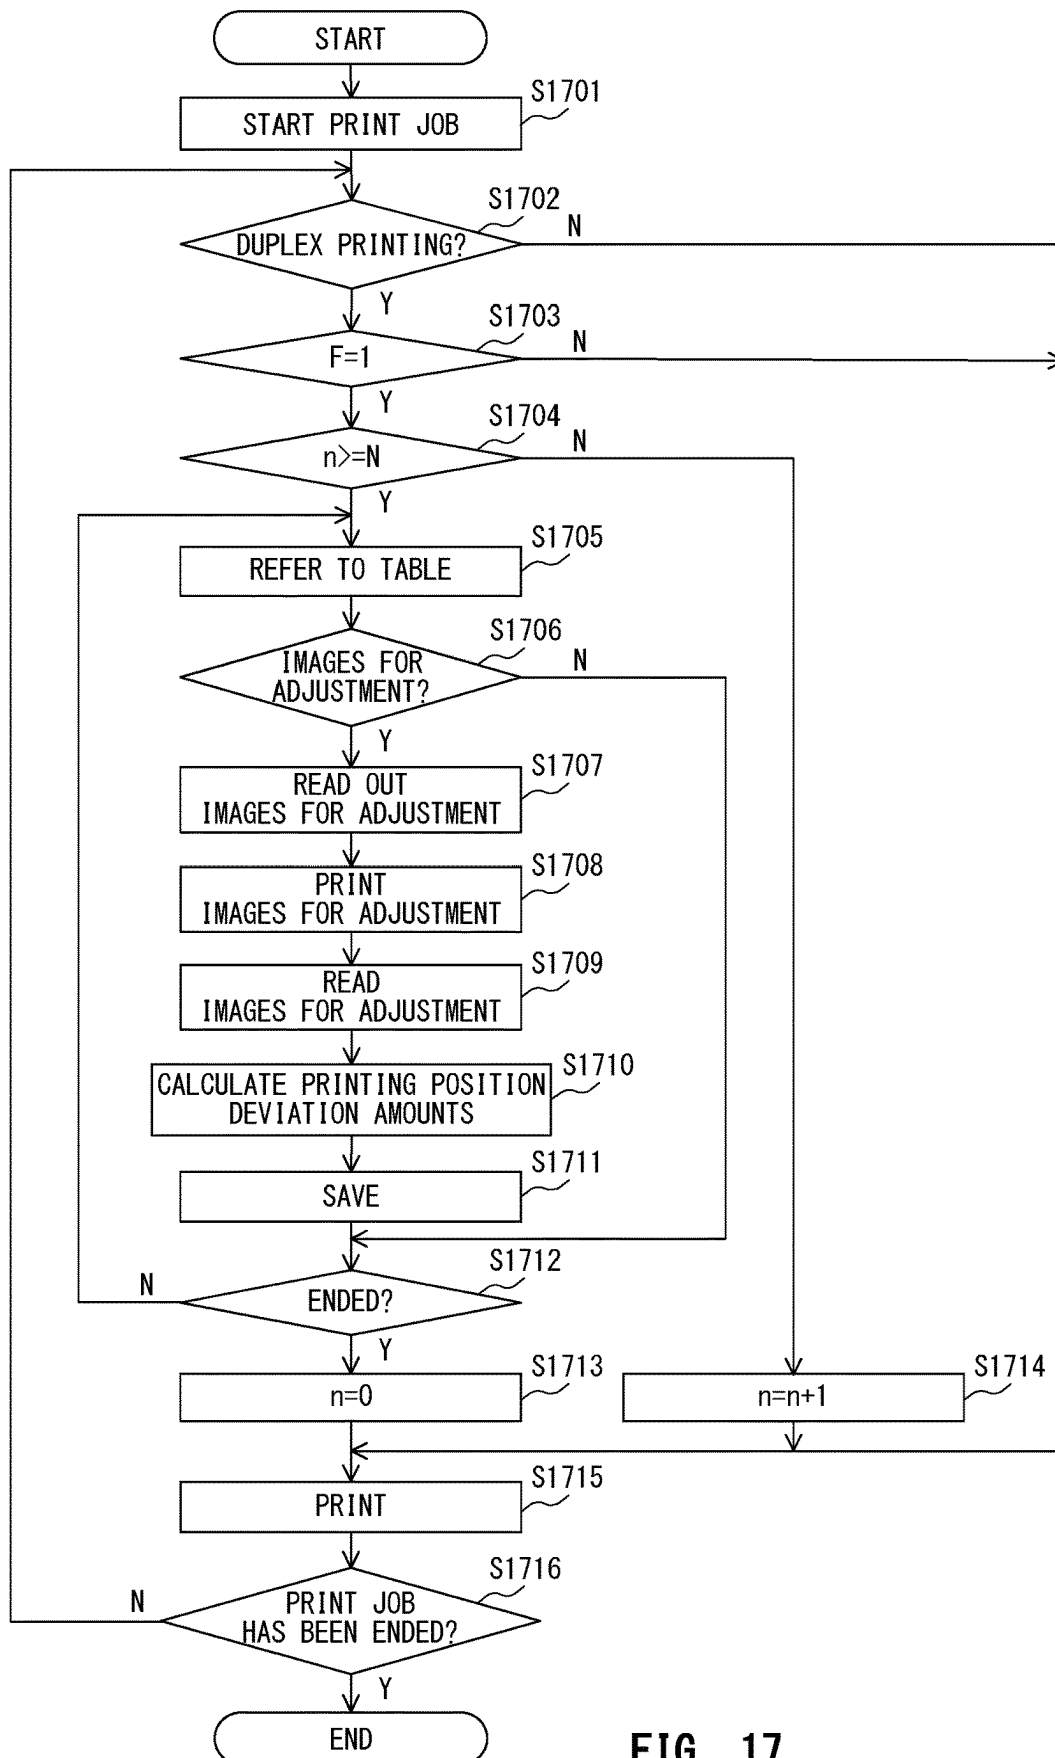 START
S1701
START PRINT JOB
S1702
DUPLEX PRINTING?
N
Y
S1703
F=1
N
Y
S1704
n>=N
N
Y
S1705
REFER TO TABLE
S1706
IMAGES FOR
ADJUSTMENT?
N
Y
S1707
READ OUT
IMAGES FOR ADJUSTMENT
S1708
PRINT
IMAGES FOR ADJUSTMENT
S1709
READ
IMAGES FOR ADJUSTMENT
S1710
CALCULATE PRINTING POSITION
DEVIATION AMOUNTS
S1711
SAVE
S1712
ENDED?
N
Y
S1713
n=0
S1714
n=n+1
S1715
PRINT
S1716
PRINT JOB
HAS BEEN ENDED?
N
Y
END
FIG. 17